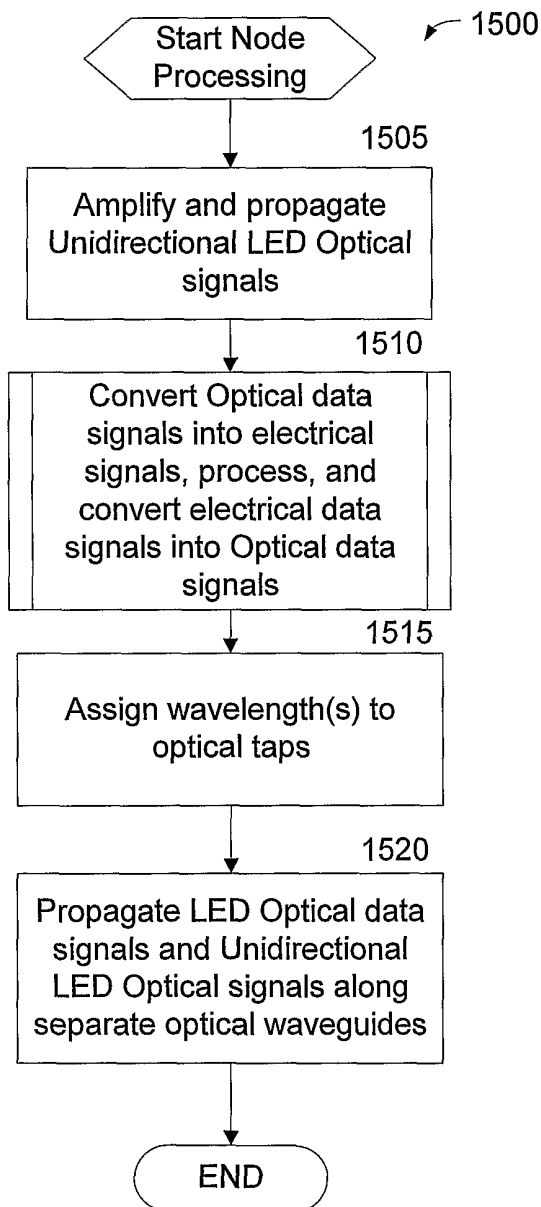 Start Node
Processing
1500
1505
Amplify and propagate
Unidirectional LED Optical
signals
1510
Convert Optical data
signals into electrical
signals, process, and
convert electrical data
signals into Optical data
signals
1515
Assign wavelength(s) to
optical taps
1520
Propagate LED Optical data
signals and Unidirectional
LED Optical signals along
separate optical waveguides
END